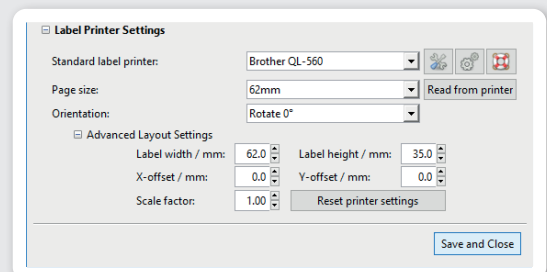 Label Printer Settings
Standard label printer: Brother QL-560
Page size: 62mm Read from printer
Orientation: Rotate 0°
Advanced Layout Settings
Label width / mm: 62.0 Label height / mm: 35.0
X-offset / mm: 0.0 Y-offset / mm: 0.0
Scale factor: 1.00 Reset printer settings
Save and Close